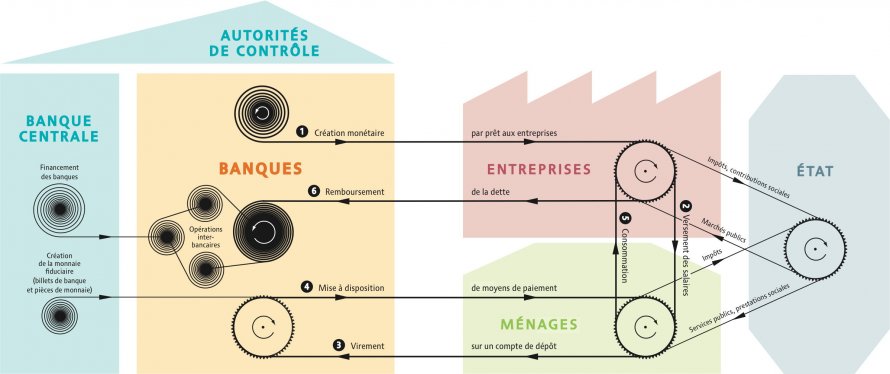 AUTORITÉS
DE CONTRÔLE
BANQUE
CENTRALE
Financement
des banques
Création
de la monnaie
fiduciaire
(billets de banque
et pièces de monnaie)
BANQUES
Opérations
inter-
bancaires
1 Création monétaire
par prêt aux entreprises
6 Remboursement
de la dette
4 Mise à disposition
de moyens de paiement
3 Virement
sur un compte de dépôt
ENTREPRISES
2 Versement des salaires
5 Consommation
MÉNAGES
Impôts, contributions sociales
Marchés publics
Impôts
Services publics, prestations sociales
ÉTAT